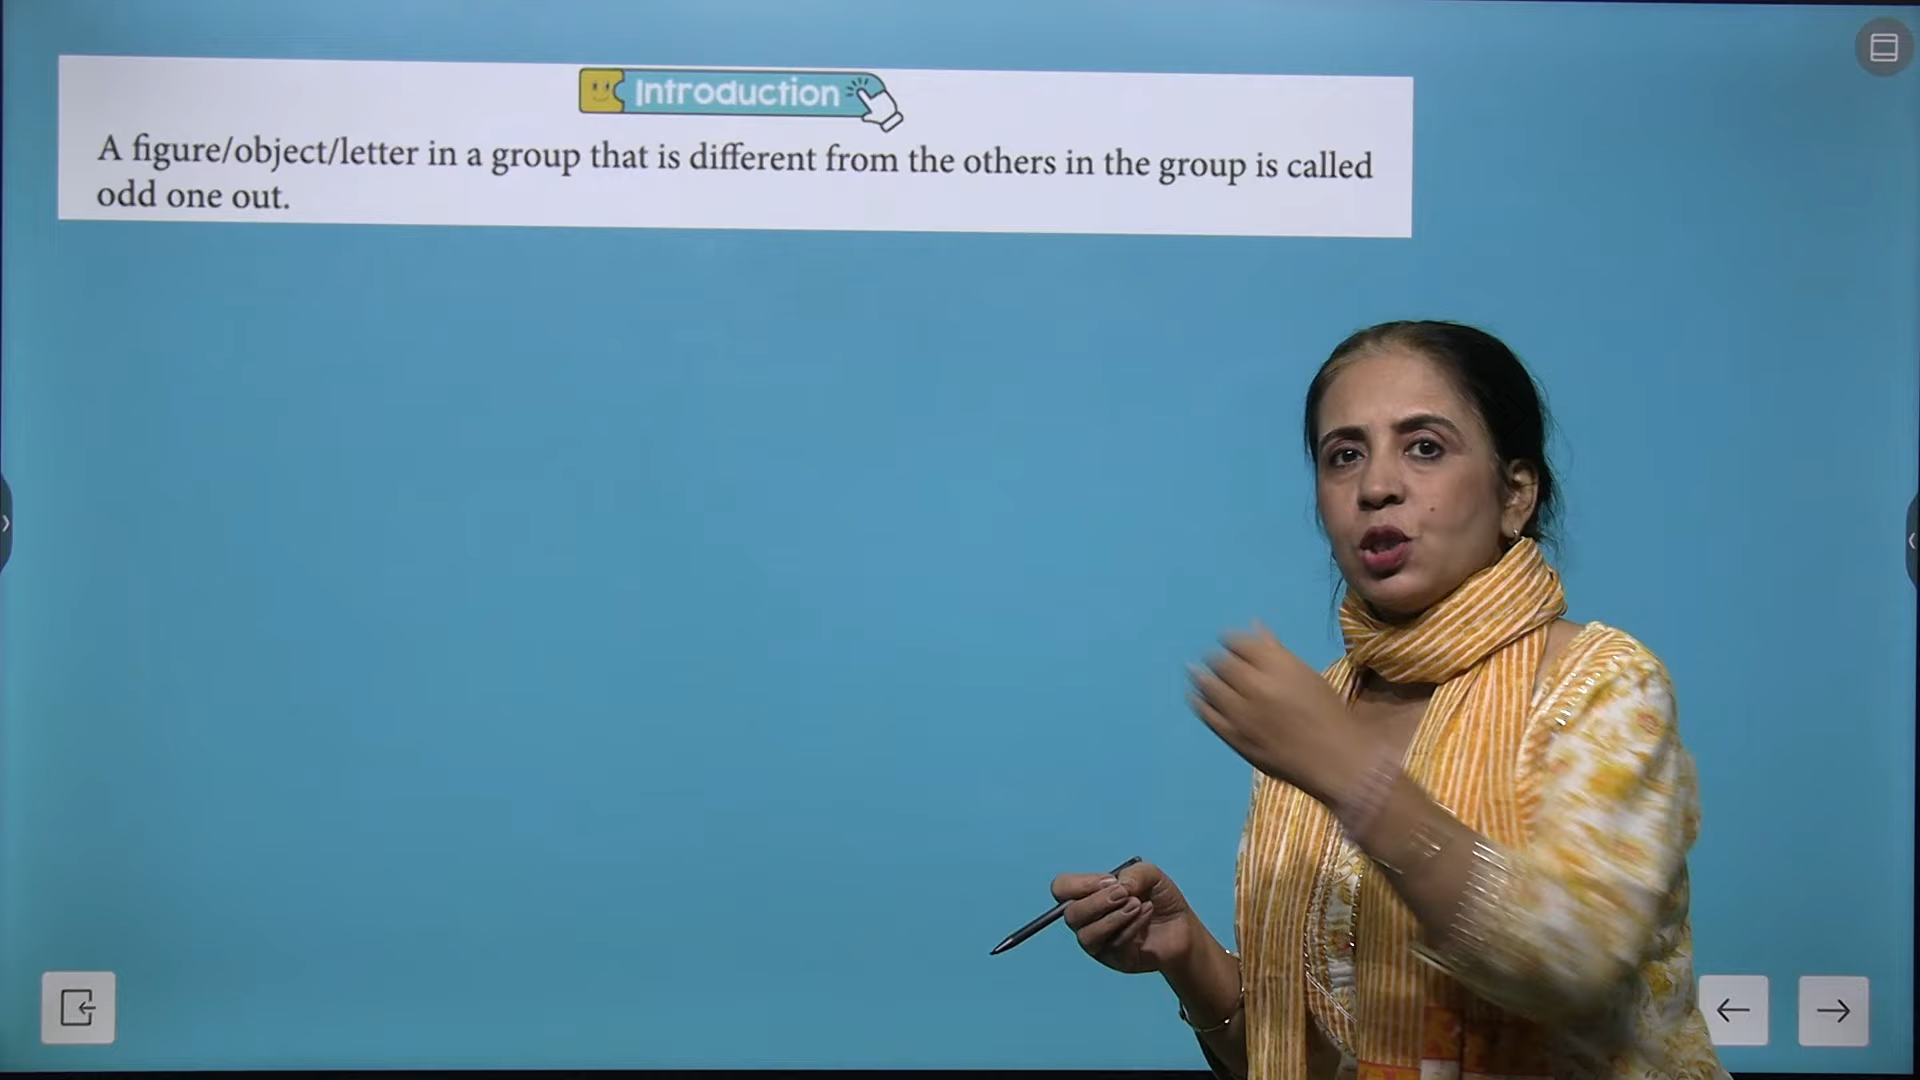 Introduction
A figure/object/letter in a group that is different from the others in the group is called
odd one out.